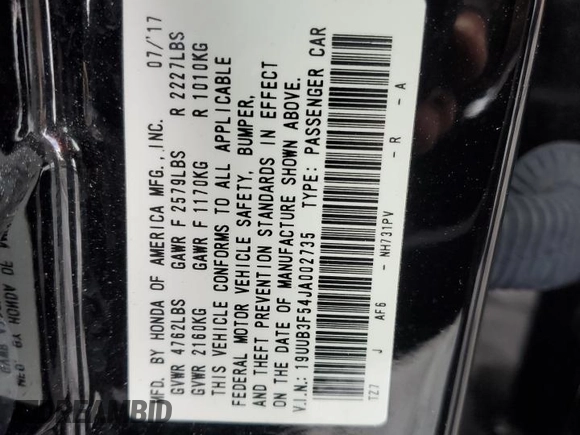 MFD. BY HONDA OF AMERICA MFG.,INC. 07/17
GVWR 4762LBS GAWR F 2579LBS R 2227LBS
GVWR 2160KG GAWR F 1170KG R 1010KG
THIS VEHICLE CONFORMS TO ALL APPLICABLE
FEDERAL MOTOR VEHICLE SAFETY, BUMPER,
AND THEFT PREVENTION STANDARDS IN EFFECT
ON THE DATE OF MANUFACTURE SHOWN ABOVE.
V.I.N.: 19UUB3F54JA002735 TYPE: PASSENGER CAR
TZ7 J AF6 - NH731PV - R - A
DREAMBID